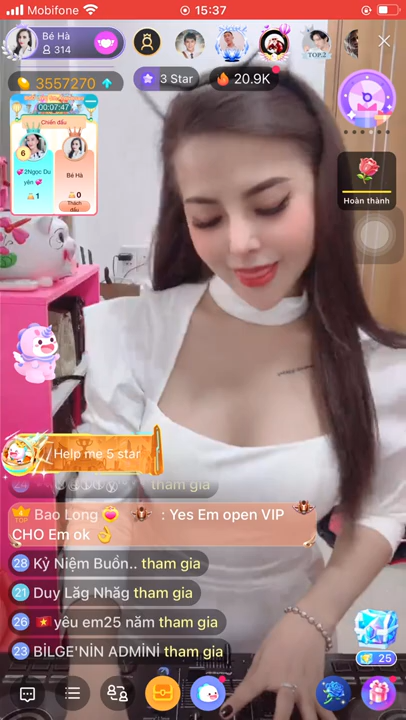 Mobifone
15:37
Bé Hà
314
TOP.2
3557270
3 Star
20.9K
00:07:47
Chiến đấu
6
2Ngọc Du
yên
Bé Hà
1
0
Thách
đấu
Hoàn thành
Help me 5 star
tham gia
TOP
Bao Long : Yes Em open VIP
CHO Em ok 👌
28 Kỷ Niệm Buồn.. tham gia
21 Duy Lăg Nhăg tham gia
26 🇻🇳 yêu em25 năm tham gia
23 BİLGE'NİN ADMİNİ tham gia
25